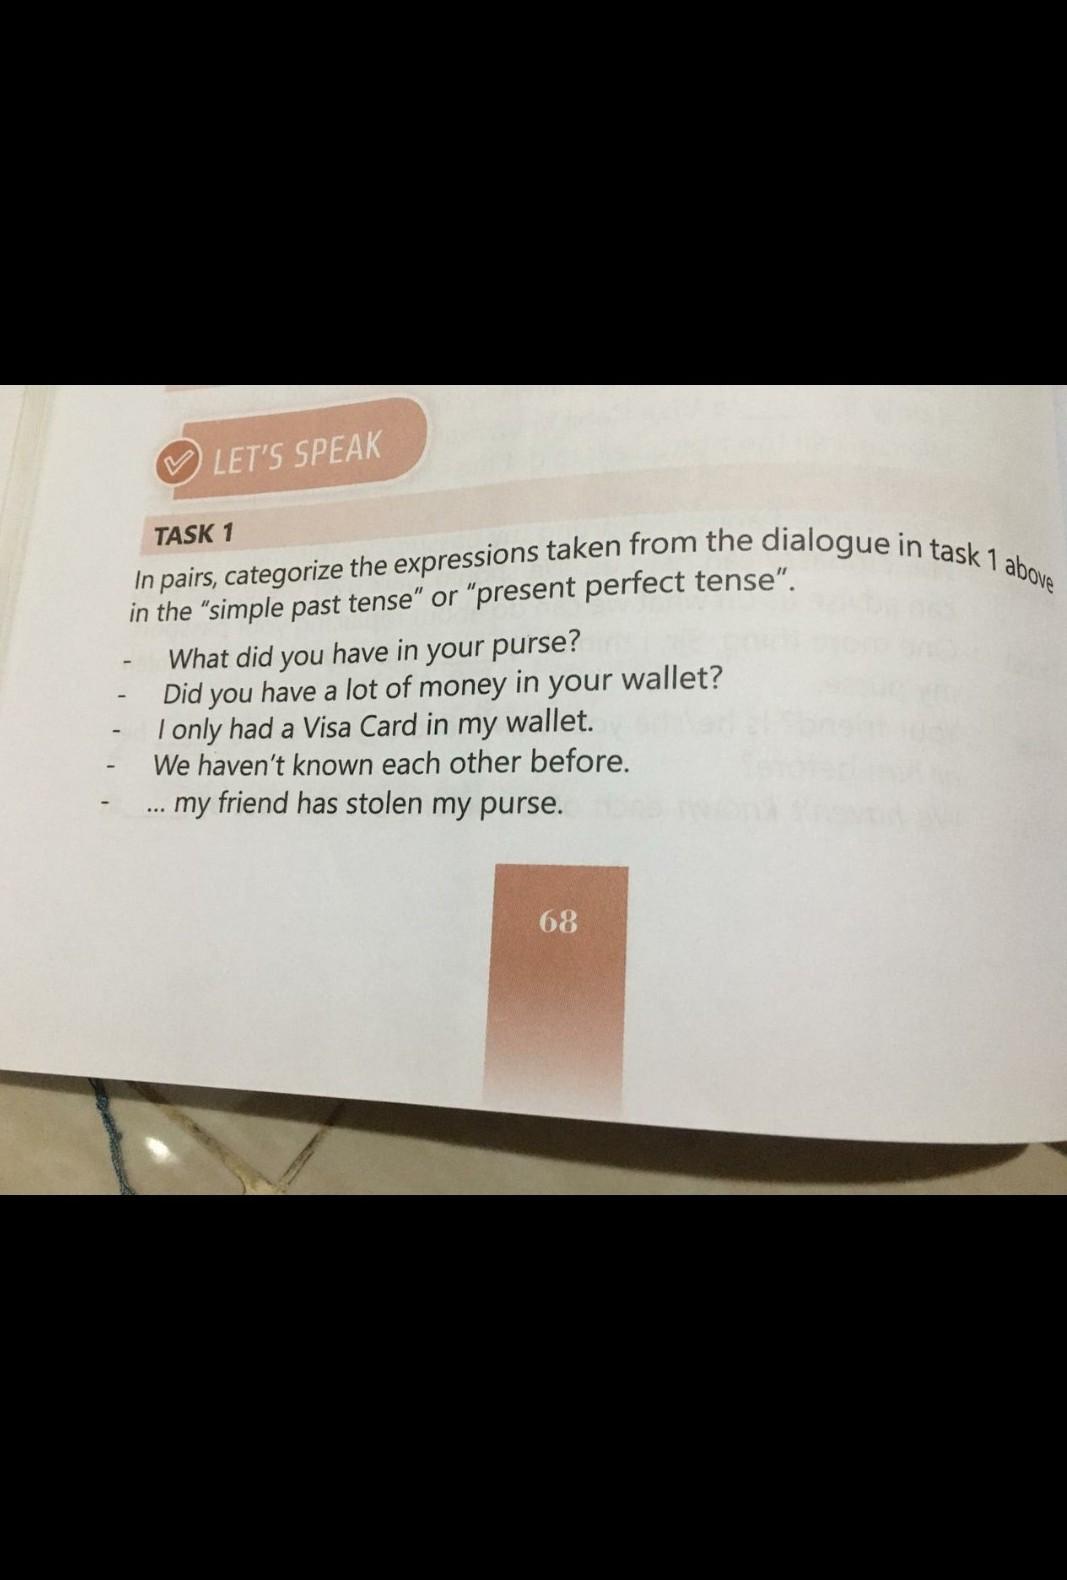 LET'S SPEAK
TASK 1
In pairs, categorize the expressions taken from the dialogue in task 1 above
in the “simple past tense” or “present perfect tense”.
- What did you have in your purse?
- Did you have a lot of money in your wallet?
- I only had a Visa Card in my wallet.
- We haven't known each other before.
- ... my friend has stolen my purse.
68